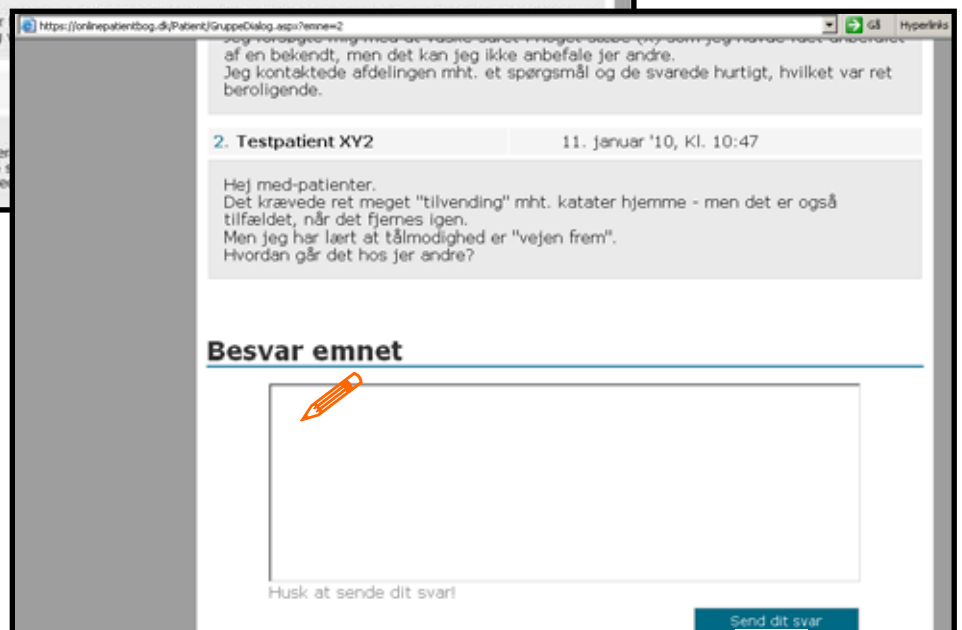 https://onlinepatientbog.dk/Patient/GruppeDialog.aspx?emne=2
Gå Hyperlinks
af en bekendt, men det kan jeg ikke anbefale jer andre.
Jeg kontaktede afdelingen mht. et spørgsmål og de svarede hurtigt, hvilket var ret
beroligende.
2. Testpatient XY2 11. januar '10, Kl. 10:47
Hej med-patienter.
Det krævede ret meget "tilvending" mht. katater hjemme - men det er også
tilfældet, når det fjernes igen.
Men jeg har lært at tålmodighed er "vejen frem".
Hvordan går det hos jer andre?
Besvar emnet
Husk at sende dit svar!
Send dit svar